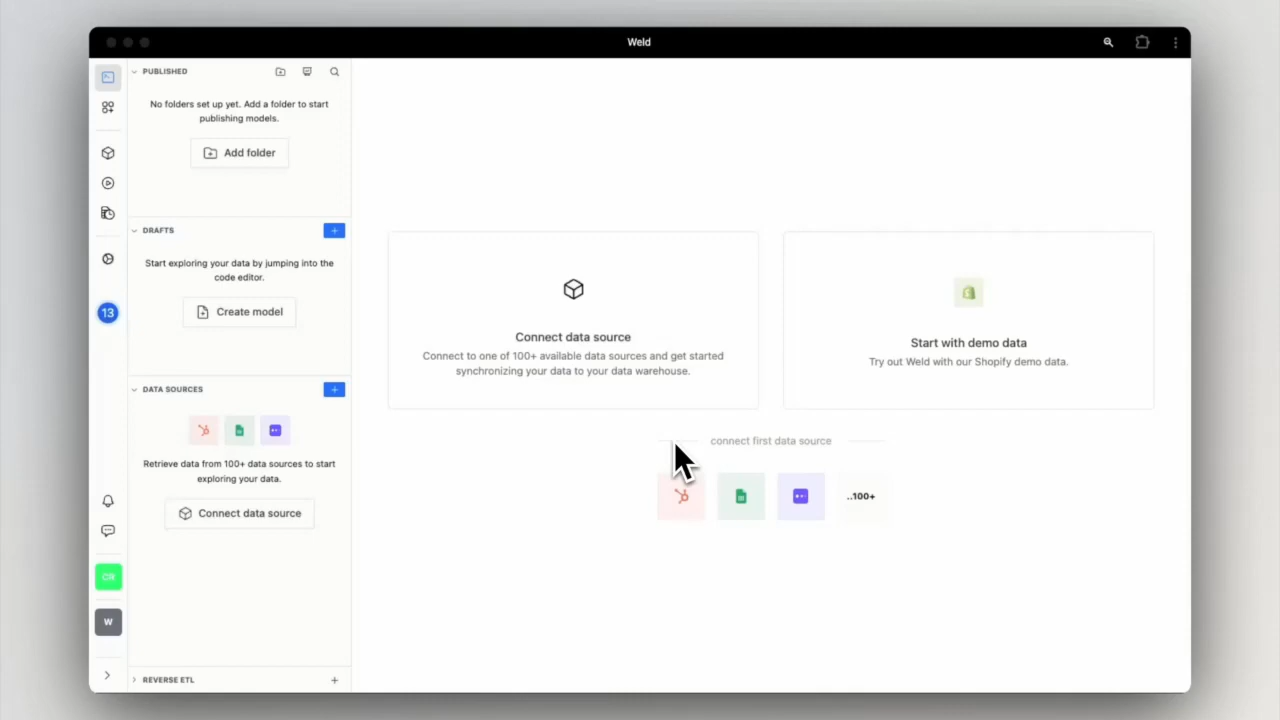 Weld
PUBLISHED
No folders set up yet. Add a folder to start
publishing models.
Add folder
DRAFTS
Start exploring your data by jumping into the
code editor.
Create model
13
DATA SOURCES
Retrieve data from 100+ data sources to start
exploring your data.
Connect data source
CR
W
REVERSE ETL
Connect data source
Connect to one of 100+ available data sources and get started
synchronizing your data to your data warehouse.
Start with demo data
Try out Weld with our Shopify demo data.
connect first data source
..100+